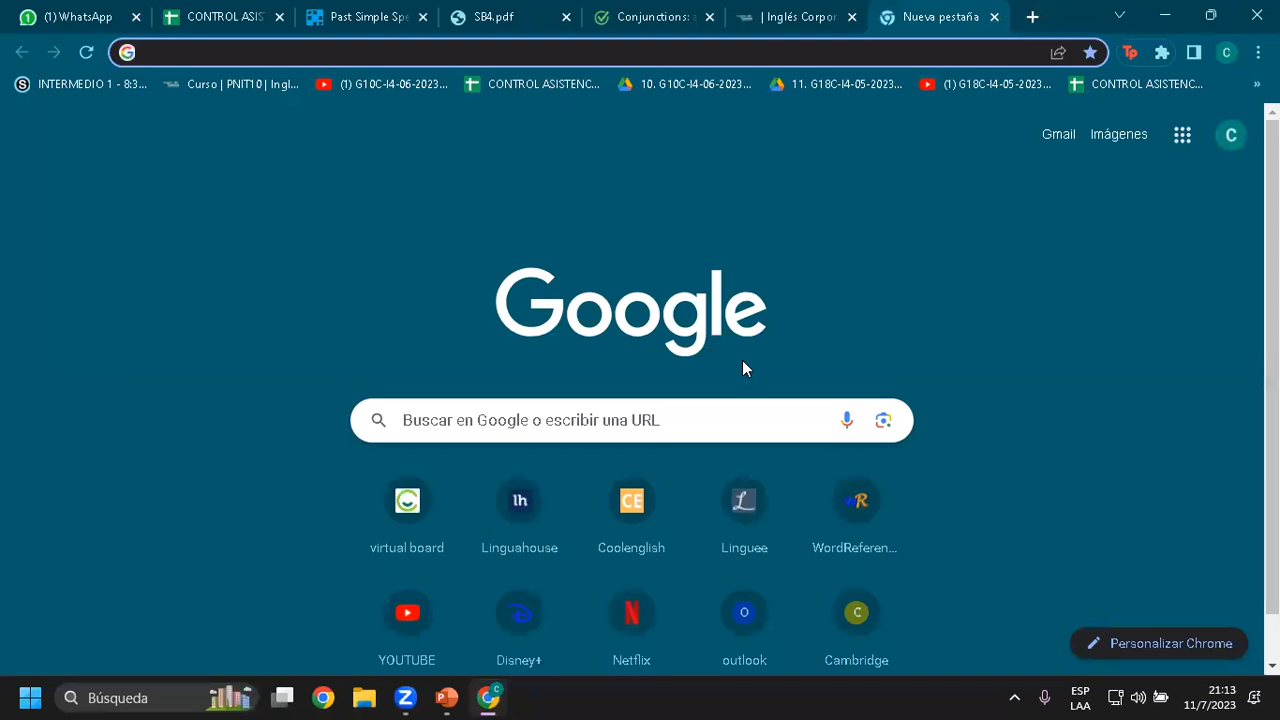 (1) WhatsApp
CONTROL ASIS
Past Simple Spe
SB4.pdf
Conjunctions: e
| Inglés Corpor
Nueva pestaña
INTERMEDIO 1 - 8:3...
Curso | PNIT10 | Ingl...
(1) G10C-I4-06-2023...
CONTROL ASISTENC...
10. G10C-I4-06-2023...
11. G18C-I4-05-2023...
(1) G18C-I4-05-2023...
CONTROL ASISTENC...
»
Gmail
Imágenes
C
Google
Buscar en Google o escribir una URL
lh
CE
L
R
virtual board
Linguahouse
Coolenglish
Linguee
WordReferen...
N
O
C
YOUTUBE
Disney+
Netflix
outlook
Cambridge
Personalizar Chrome
Búsqueda
ESP
LAA
21:13
11/7/2023